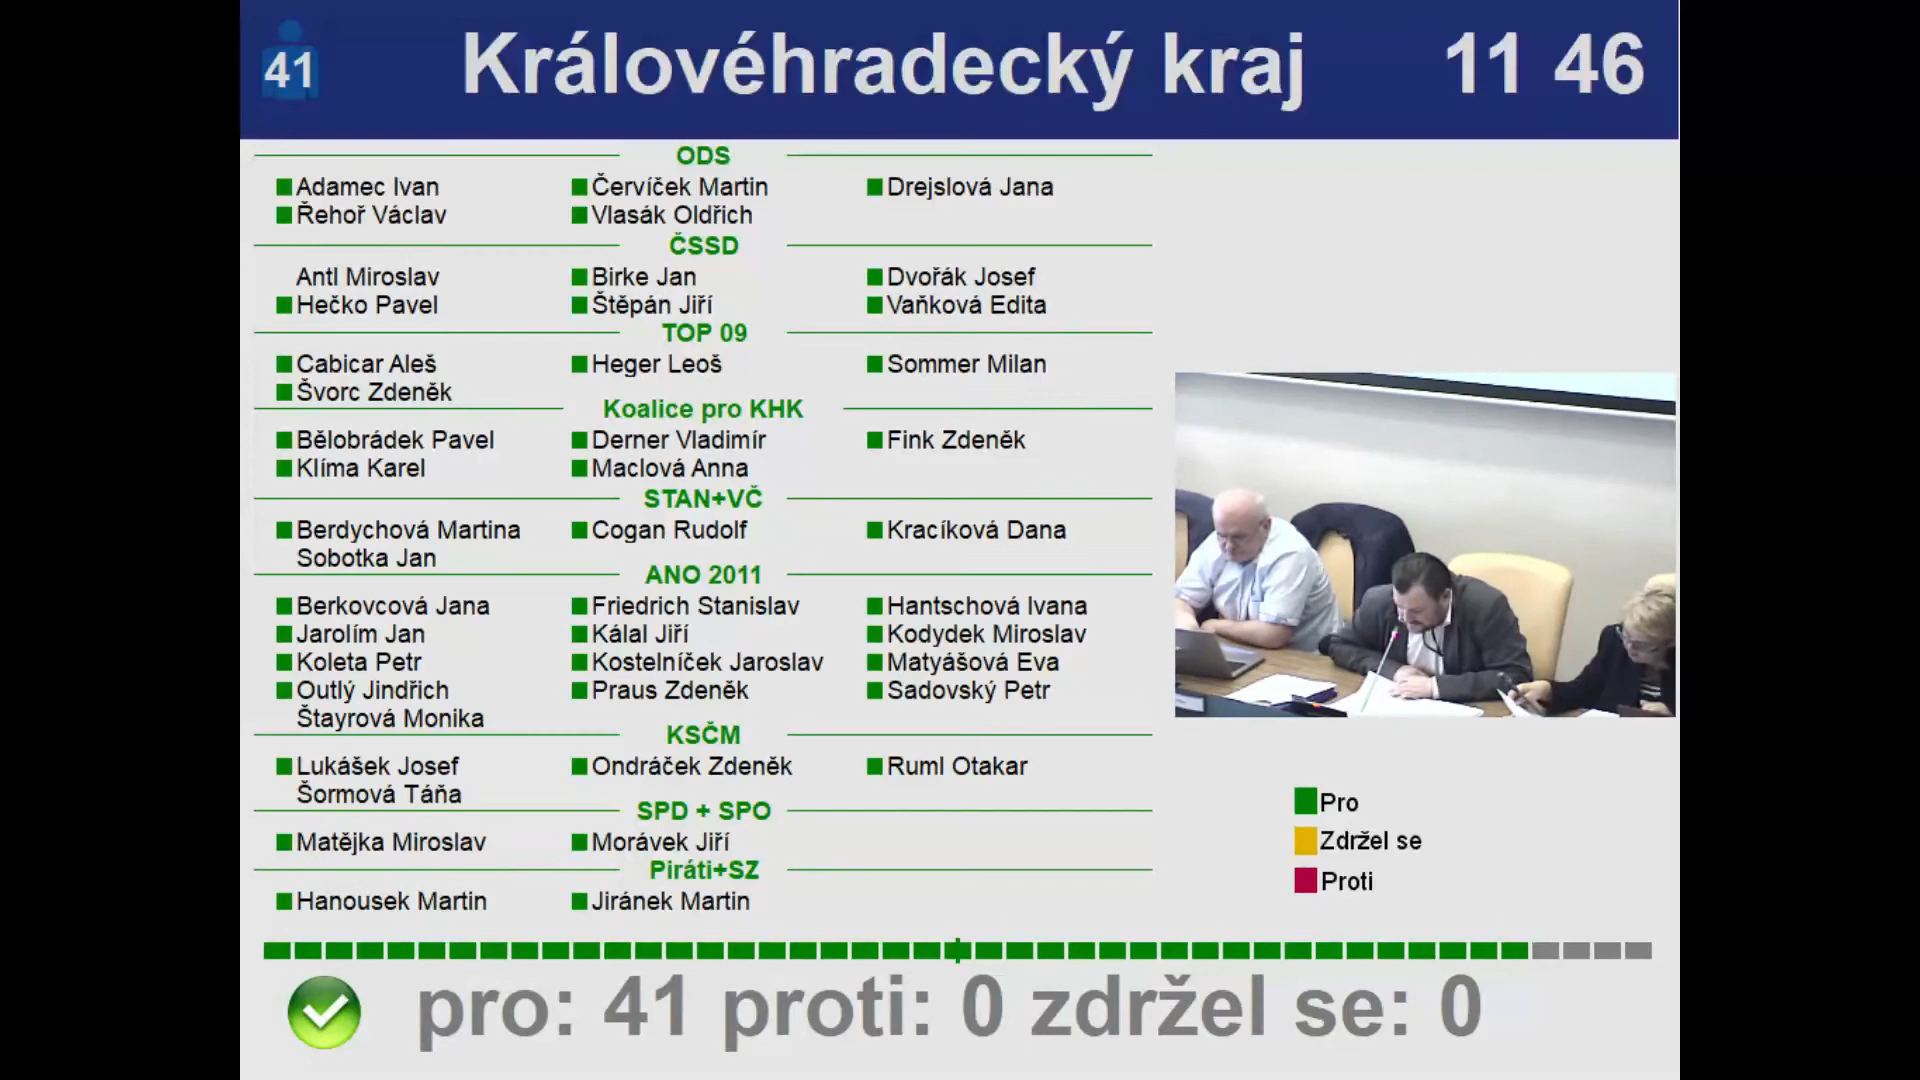 41 Královéhradecký kraj 11 46
ODS
Adamec Ivan Červíček Martin Drejslová Jana
Řehoř Václav Vlasák Oldřich
ČSSD
Antl Miroslav Birke Jan Dvořák Josef
Hečko Pavel Štěpán Jiří Vaňková Edita
TOP 09
Cabicar Aleš Heger Leoš Sommer Milan
Švorc Zdeněk
Koalice pro KHK
Bělobrádek Pavel Derner Vladimír Fink Zdeněk
Klíma Karel Maclová Anna
STAN+VČ
Berdychová Martina Cogan Rudolf Kracíková Dana
Sobotka Jan
ANO 2011
Berkovcová Jana Friedrich Stanislav Hantschová Ivana
Jarolím Jan Kálal Jiří Kodydek Miroslav
Koleta Petr Kostelníček Jaroslav Matyášová Eva
Outlý Jindřich Praus Zdeněk Sadovský Petr
Štayrová Monika
KSČM
Lukášek Josef Ondráček Zdeněk Ruml Otakar
Šormová Táňa
SPD + SPO
Matějka Miroslav Morávek Jiří
Piráti+SZ
Hanousek Martin Jiránek Martin
Pro
Zdržel se
Proti
pro: 41 proti: 0 zdržel se: 0